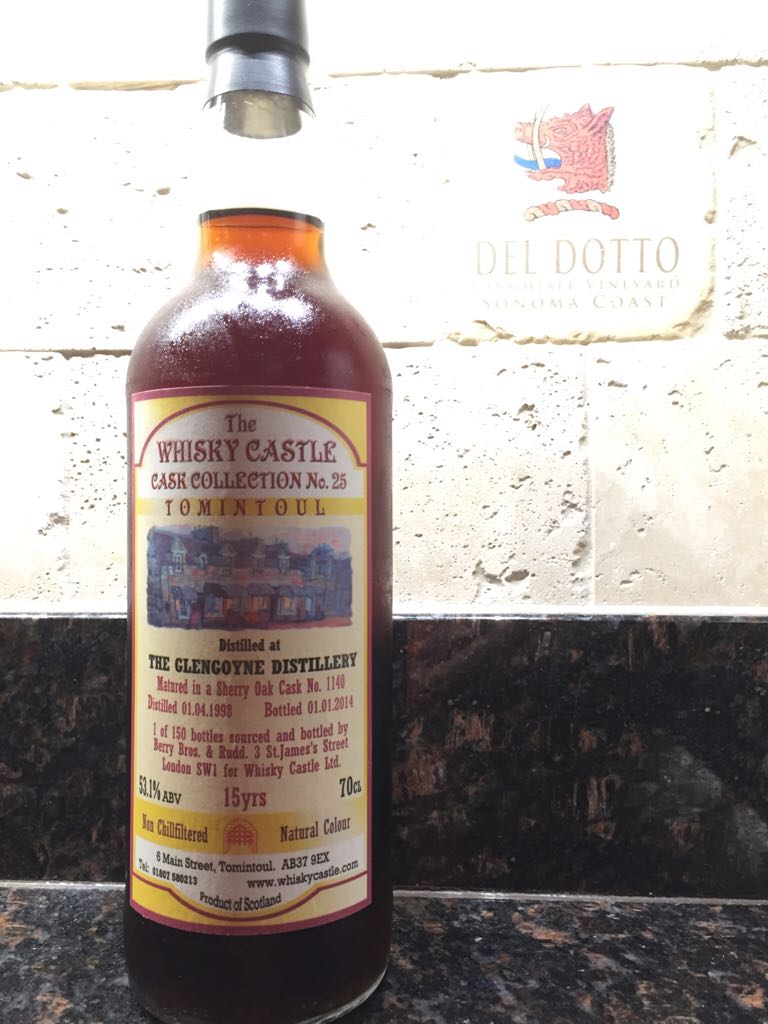 DEL DOTTO
CINGHIALE VINEYARD
SONOMA COAST
The
WHISKY CASTLE
CASK COLLECTION No. 25
TOMINTOUL
Distilled at
THE GLENGOYNE DISTILLERY
Matured in a Sherry Oak Cask No. 1140
Distilled 01.04.1998 Bottled 01.01.2014
1 of 150 bottles sourced and bottled by
Berry Bros. & Rudd. 3 St.James's Street
London SW1 for Whisky Castle Ltd.
53.1% ABV 15yrs 70CL
Non Chillfiltered Natural Colour
6 Main Street, Tomintoul. AB37 9EX
Tel: 01807 580213 www.whiskycastle.com
Product of Scotland